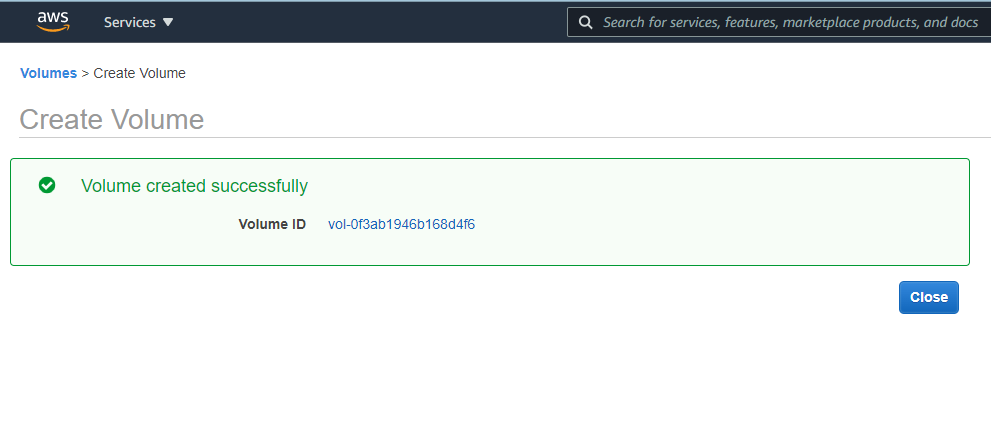 aws Services Search for services, features, marketplace products, and docs
Volumes > Create Volume
Create Volume
Volume created successfully
Volume ID vol-0f3ab1946b168d4f6
Close